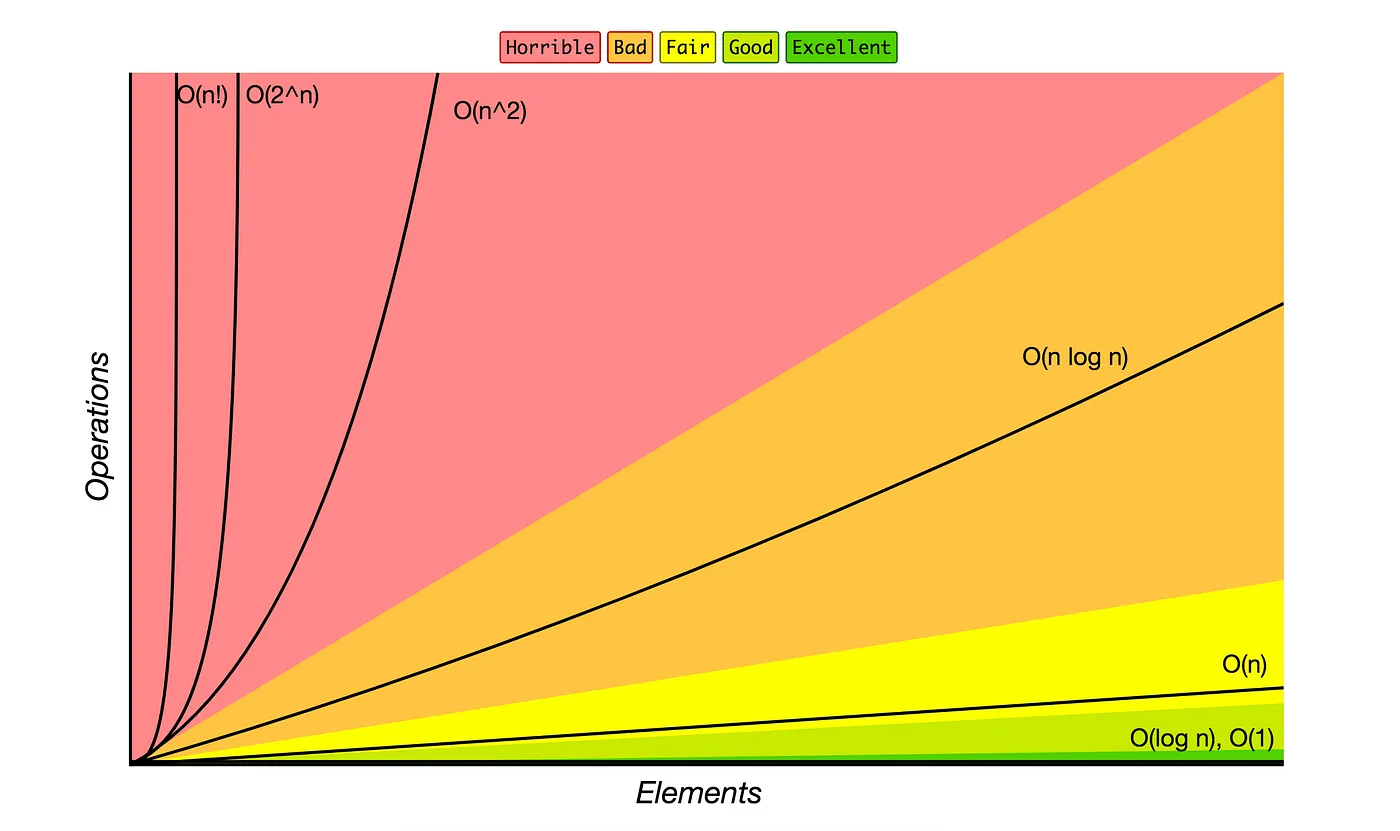 Horrible Bad Fair Good Excellent
O(n!) O(2^n)
O(n^2)
O(n log n)
Operations
O(n)
O(log n), O(1)
Elements